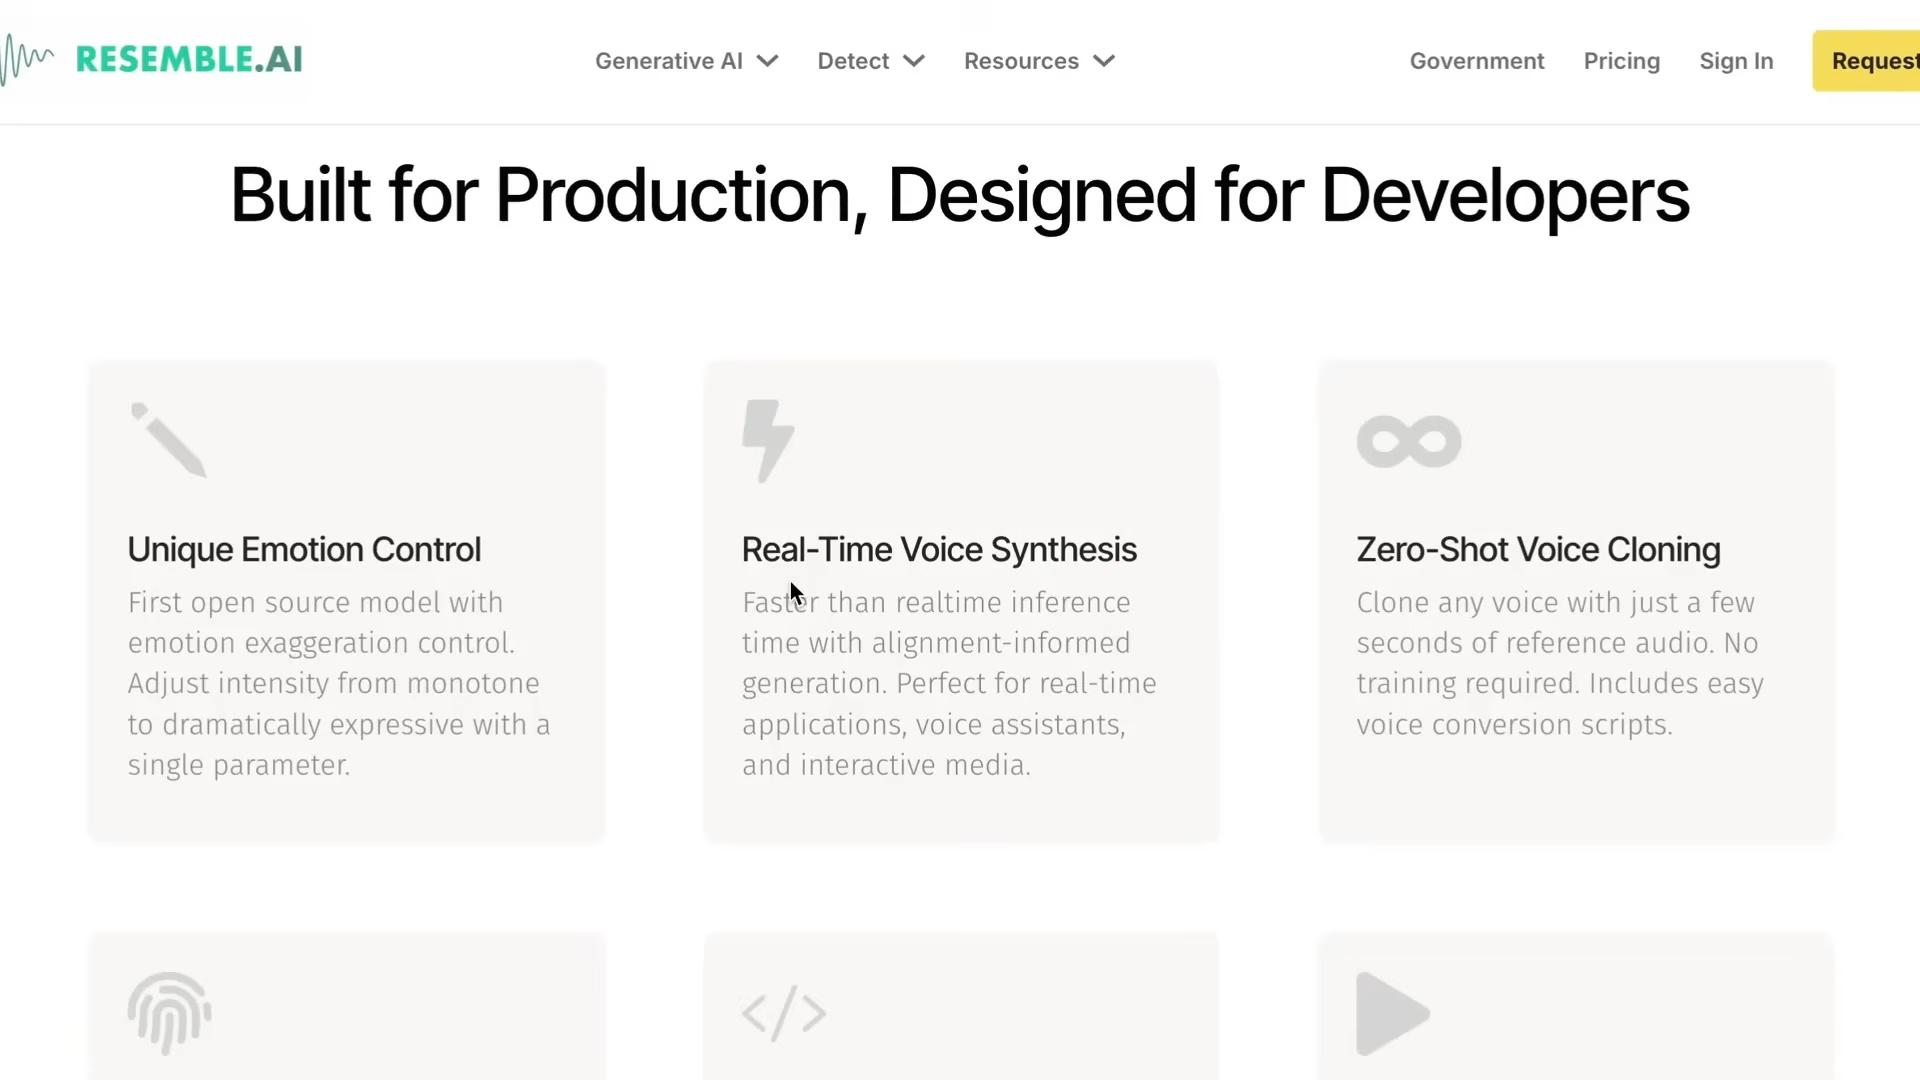 RESEMBLE.AI
Generative AI
Detect
Resources
Government
Pricing
Sign In
Request
Built for Production, Designed for Developers
Unique Emotion Control
First open source model with
emotion exaggeration control.
Adjust intensity from monotone
to dramatically expressive with a
single parameter.
Real-Time Voice Synthesis
Faster than realtime inference
time with alignment-informed
generation. Perfect for real-time
applications, voice assistants,
and interactive media.
Zero-Shot Voice Cloning
Clone any voice with just a few
seconds of reference audio. No
training required. Includes easy
voice conversion scripts.